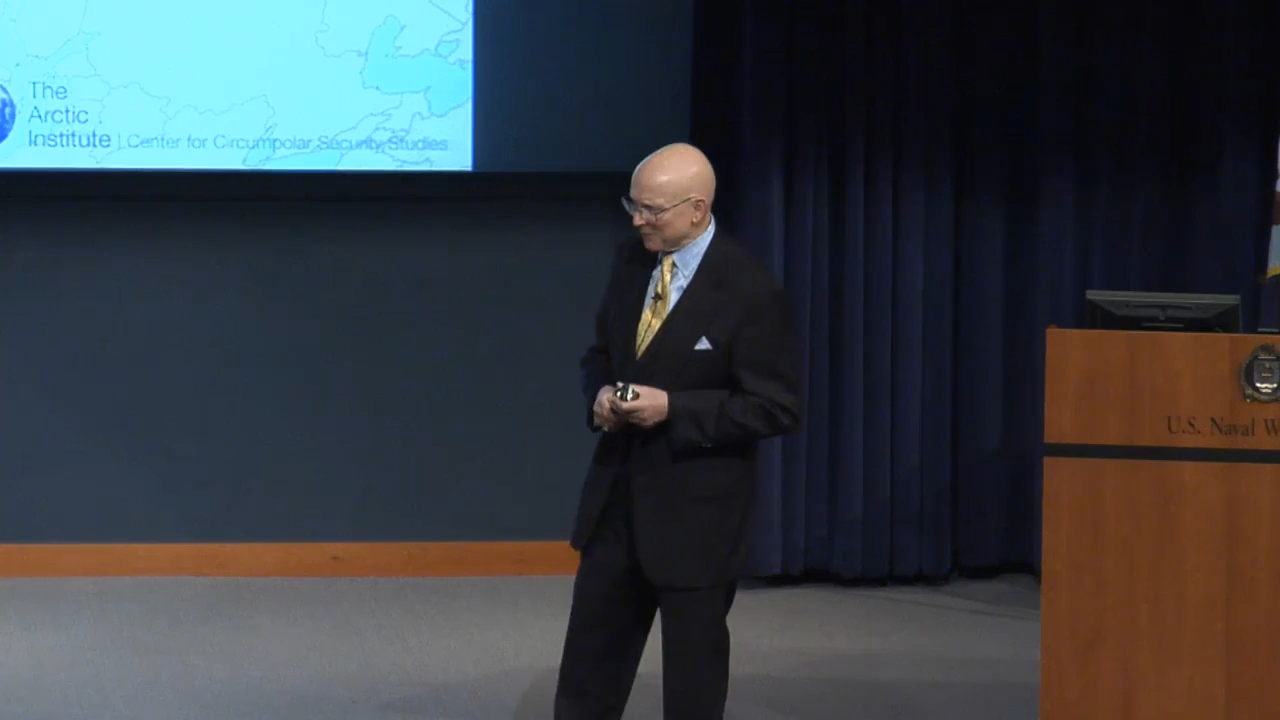 The
Arctic
Institute | Center for Circumpolar Security Studies
U.S. Naval W